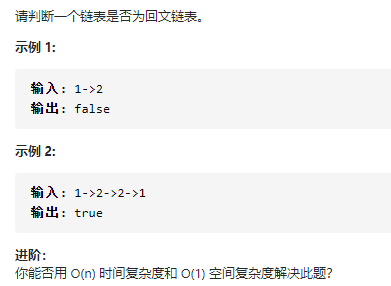 请判断一个链表是否为回文链表。
示例 1:
输入: 1->2
输出: false
示例 2:
输入: 1->2->2->1
输出: true
进阶：
你能否用 O(n) 时间复杂度和 O(1) 空间复杂度解决此题？